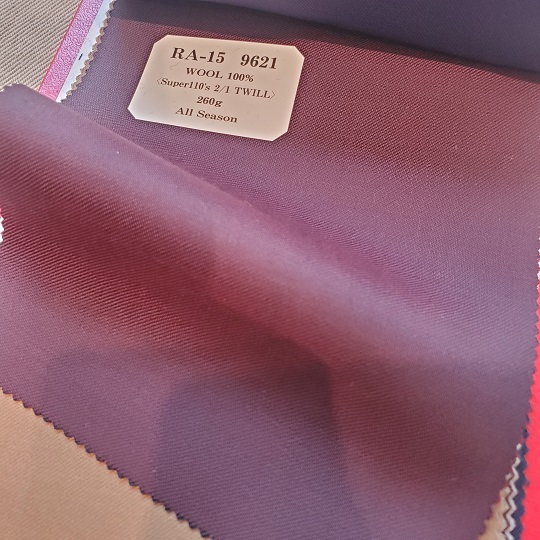 RA-15 9621
WOOL 100%
〈Super110's 2/1 TWILL〉
260g
All Season